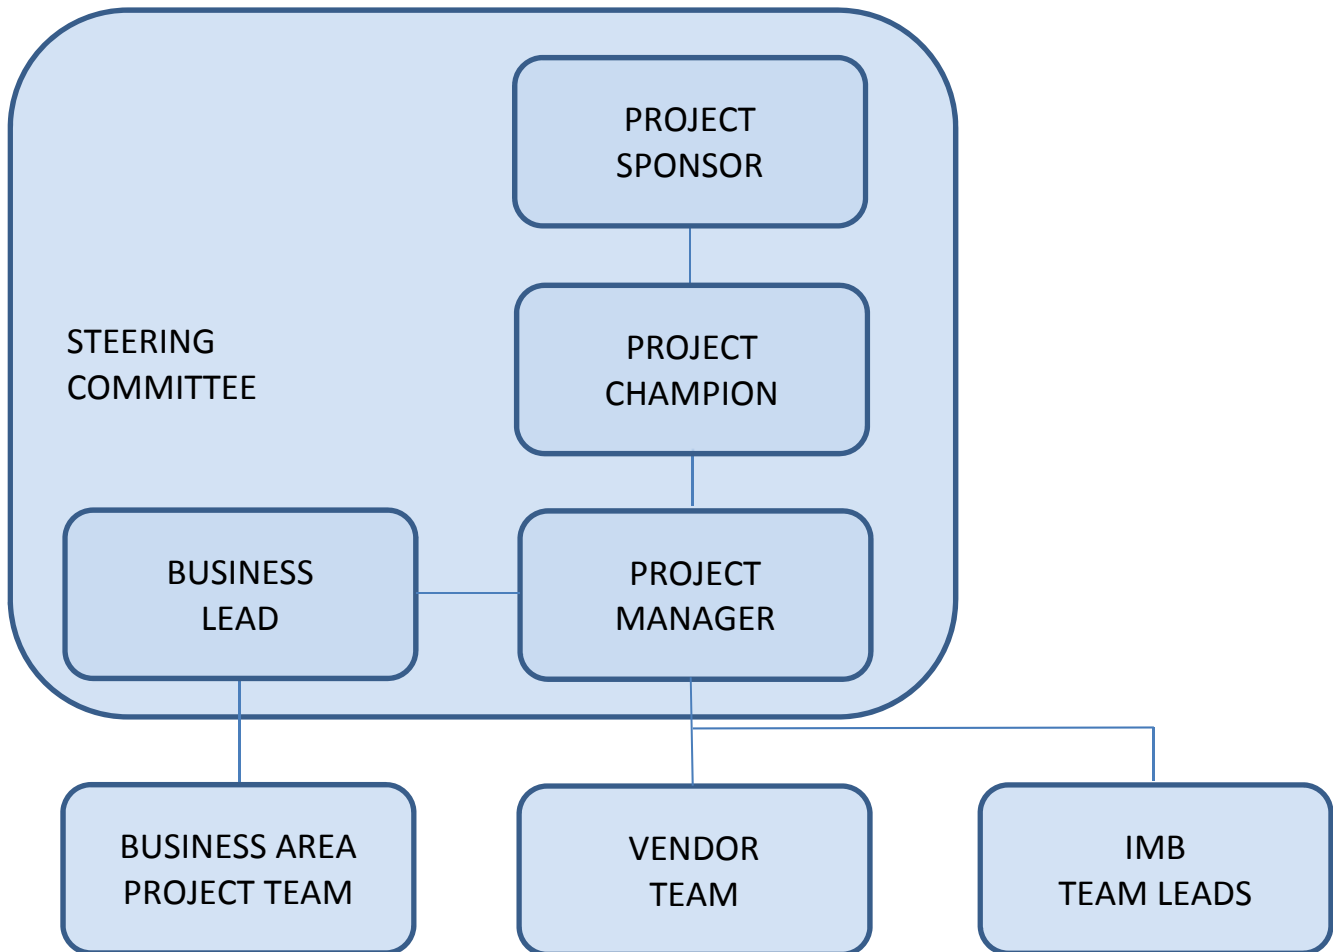 PROJECT
SPONSOR
STEERING
COMMITTEE
PROJECT
CHAMPION
BUSINESS
LEAD
PROJECT
MANAGER
BUSINESS AREA
PROJECT TEAM
VENDOR
TEAM
IMB
TEAM LEADS